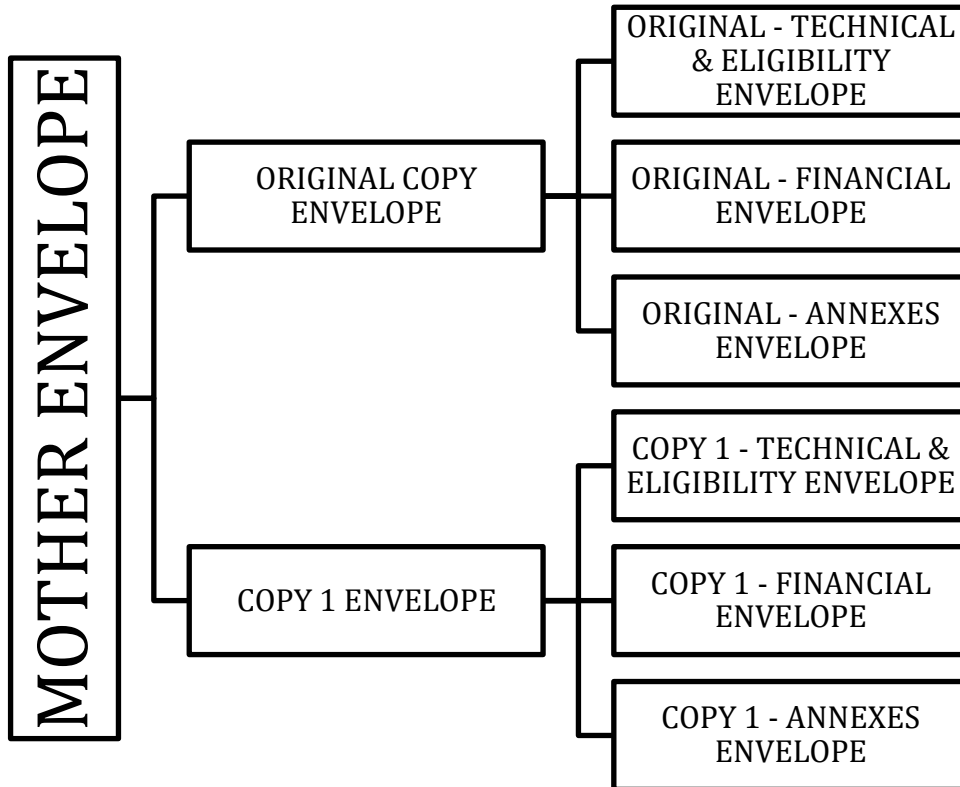 MOTHER ENVELOPE
ORIGINAL COPY
ENVELOPE
ORIGINAL - TECHNICAL
& ELIGIBILITY
ENVELOPE
ORIGINAL - FINANCIAL
ENVELOPE
ORIGINAL - ANNEXES
ENVELOPE
COPY 1 ENVELOPE
COPY 1 - TECHNICAL &
ELIGIBILITY ENVELOPE
COPY 1 - FINANCIAL
ENVELOPE
COPY 1 - ANNEXES
ENVELOPE